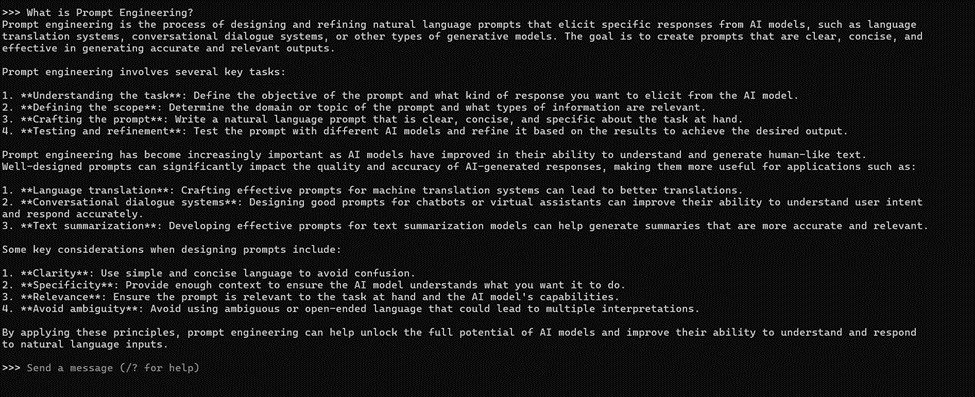 >>> What is Prompt Engineering?
Prompt engineering is the process of designing and refining natural language prompts that elicit specific responses from AI models, such as language
translation systems, conversational dialogue systems, or other types of generative models. The goal is to create prompts that are clear, concise, and
effective in generating accurate and relevant outputs.
Prompt engineering involves several key tasks:
1. **Understanding the task**: Define the objective of the prompt and what kind of response you want to elicit from the AI model.
2. **Defining the scope**: Determine the domain or topic of the prompt and what types of information are relevant.
3. **Crafting the prompt**: Write a natural language prompt that is clear, concise, and specific about the task at hand.
4. **Testing and refinement**: Test the prompt with different AI models and refine it based on the results to achieve the desired output.
Prompt engineering has become increasingly important as AI models have improved in their ability to understand and generate human-like text.
Well-designed prompts can significantly impact the quality and accuracy of AI-generated responses, making them more useful for applications such as:
1. **Language translation**: Crafting effective prompts for machine translation systems can lead to better translations.
2. **Conversational dialogue systems**: Designing good prompts for chatbots or virtual assistants can improve their ability to understand user intent
and respond accurately.
3. **Text summarization**: Developing effective prompts for text summarization models can help generate summaries that are more accurate and relevant.
Some key considerations when designing prompts include:
1. **Clarity**: Use simple and concise language to avoid confusion.
2. **Specificity**: Provide enough context to ensure the AI model understands what you want it to do.
3. **Relevance**: Ensure the prompt is relevant to the task at hand and the AI model's capabilities.
4. **Avoid ambiguity**: Avoid using ambiguous or open-ended language that could lead to multiple interpretations.
By applying these principles, prompt engineering can help unlock the full potential of AI models and improve their ability to understand and respond
to natural language inputs.
>>> Send a message (/? for help)